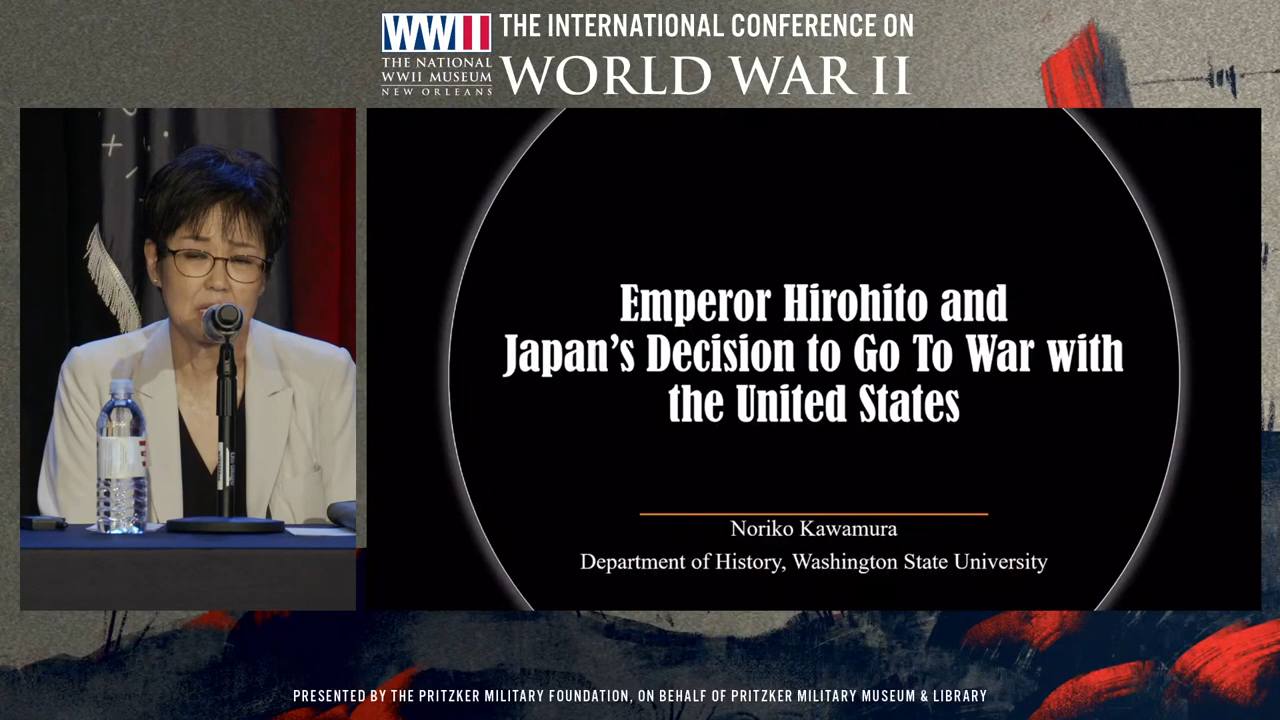 WWII
THE NATIONAL
WWII MUSEUM
NEW ORLEANS
THE INTERNATIONAL CONFERENCE ON
WORLD WAR II
Emperor Hirohito and
Japan's Decision to Go To War with
the United States
Noriko Kawamura
Department of History, Washington State University
PRESENTED BY THE PRITZKER MILITARY FOUNDATION, ON BEHALF OF PRITZKER MILITARY MUSEUM & LIBRARY